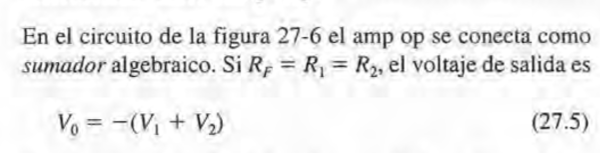 En el circuito de la figura 27-6 el amp op se conecta como
sumador algebraico. Si R_F = R_1 = R_2, el voltaje de salida es
V_0 = −(V_1 + V_2) (27.5)